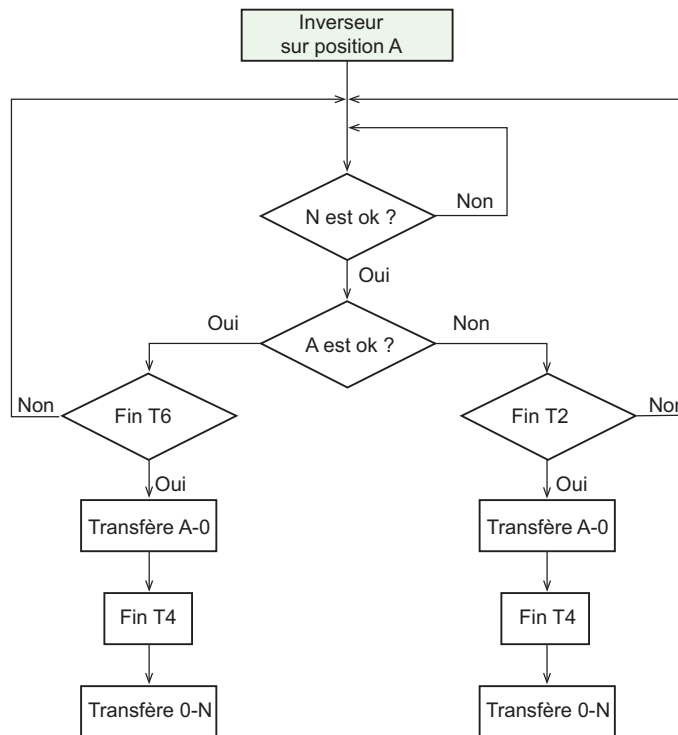 Inverseur
sur position A
N est ok ?
Non
Oui
Oui
A est ok ?
Non
Non
Fin T6
Fin T2
Non
Oui
Oui
Transfère A-0
Transfère A-0
Fin T4
Fin T4
Transfère 0-N
Transfère 0-N